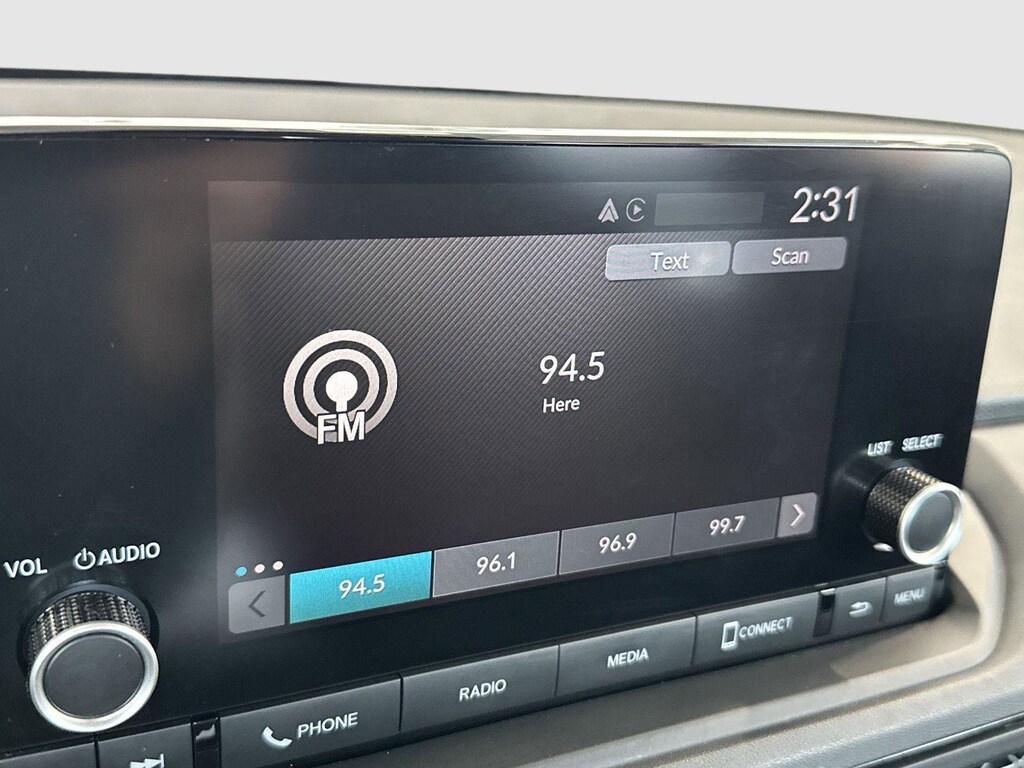 2:31
Text Scan
94.5
Here
FM
LIST SELECT
94.5 96.1 96.9 99.7
VOL AUDIO
PHONE RADIO MEDIA CONNECT MENU